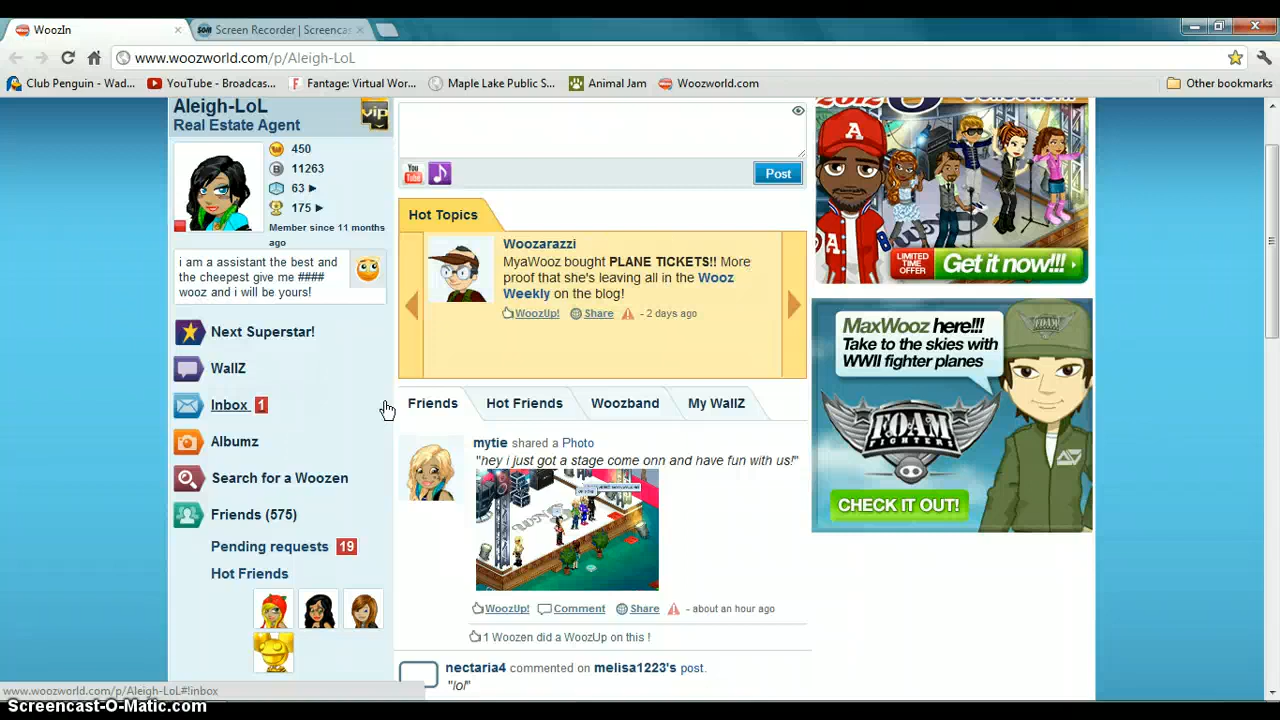 WoozIn
Screen Recorder | Screencas
www.woozworld.com/p/Aleigh-LoL
Club Penguin - Wad...
YouTube - Broadcas...
Fantage: Virtual Wor...
Maple Lake Public S...
Animal Jam
Woozworld.com
Other bookmarks
Aleigh-LoL
Real Estate Agent
vip
450
11263
63
175
Member since 11 months
ago
i am a assistant the best and
the cheepest give me ####
wooz and i will be yours!
Next Superstar!
WallZ
Inbox 1
Albumz
Search for a Woozen
Friends (575)
Pending requests 19
Hot Friends
You
Tube
Post
Hot Topics
Woozarazzi
MyaWooz bought PLANE TICKETS!! More
proof that she's leaving all in the Wooz
Weekly on the blog!
WoozUp! Share - 2 days ago
Friends
Hot Friends
Woozband
My WallZ
mytie shared a Photo
"hey i just got a stage come onn and have fun with us!"
WoozUp! Comment Share - about an hour ago
1 Woozen did a WoozUp on this !
nectaria4 commented on melisa1223's post.
"lol"
2012
A
A
LIMITED
TIME
OFFER
Get it now!!!
MaxWooz here!!!
Take to the skies with
WWII fighter planes
FOAM
FOAM
FIGHTERS
CHECK IT OUT!
www.woozworld.com/p/Aleigh-LoL#!inbox
Screencast-O-Matic.com